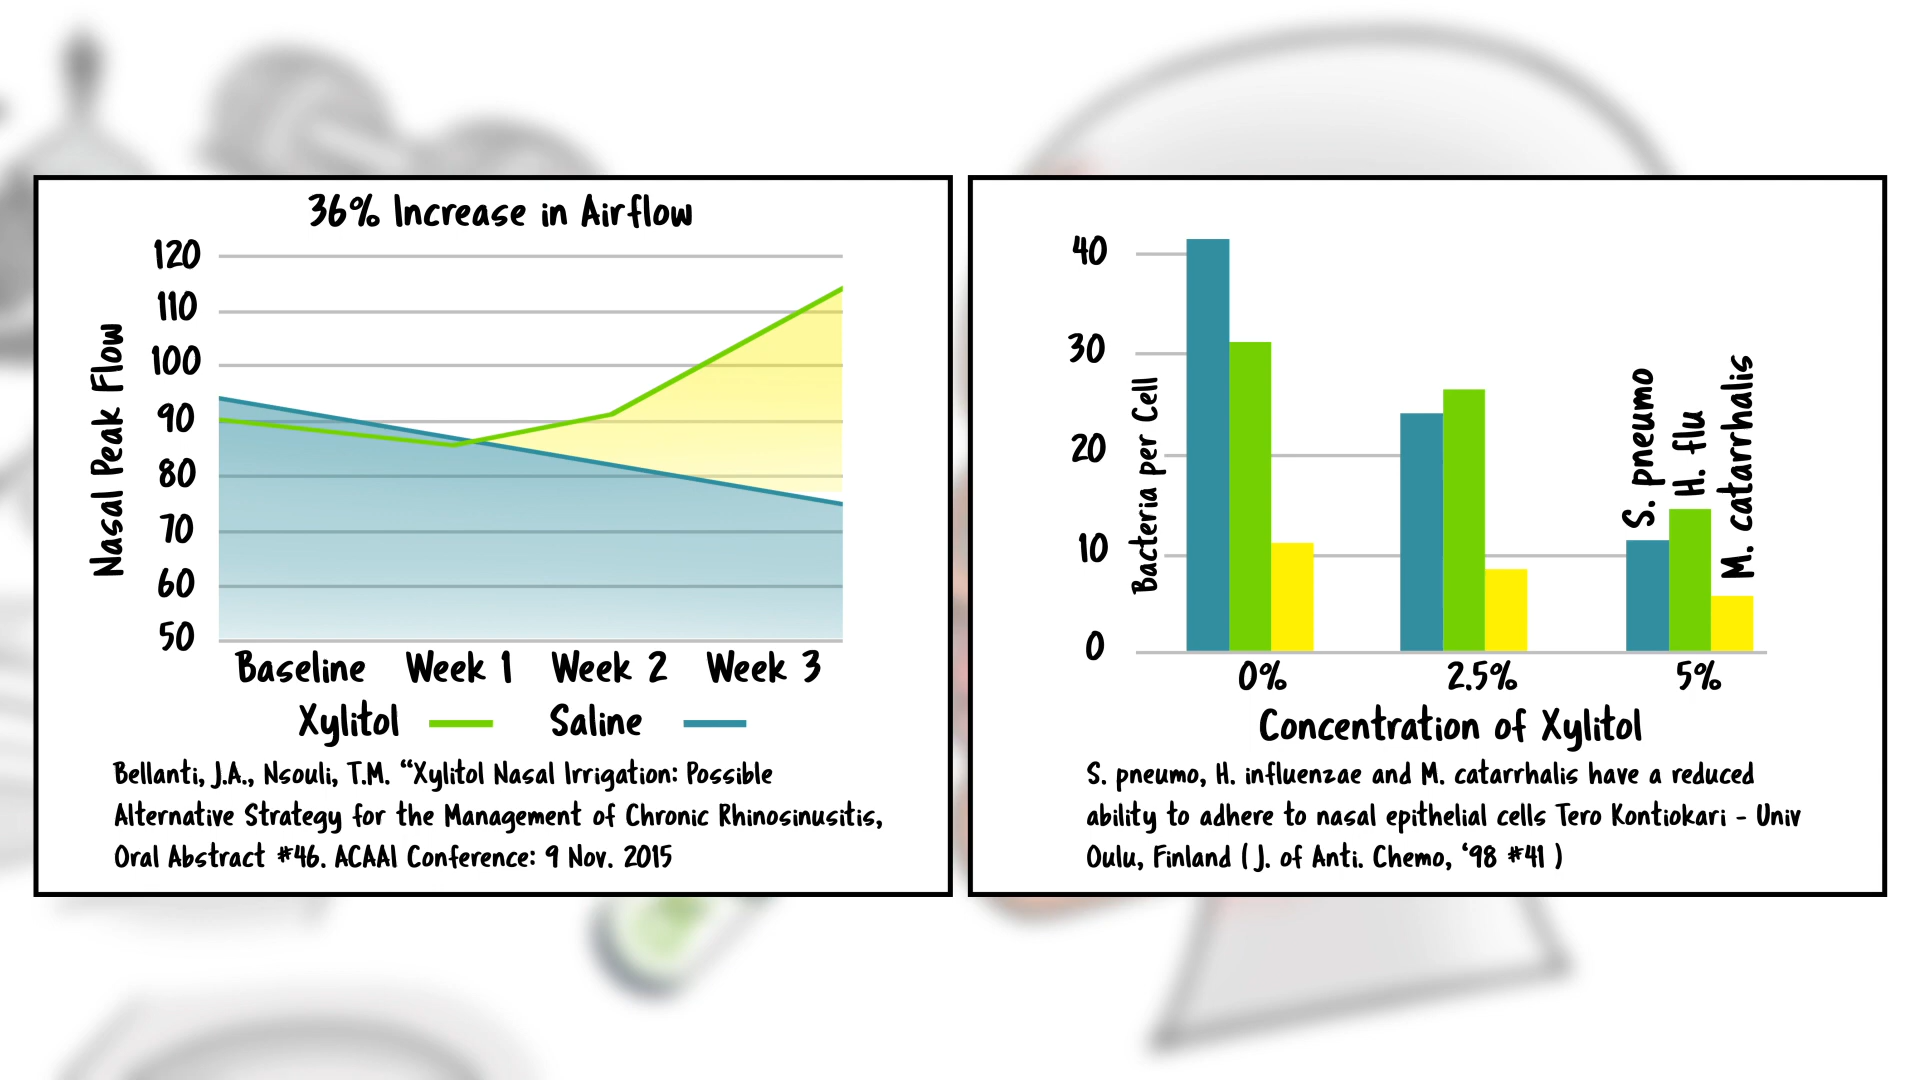 36% Increase in Airflow
120
110
100
90
80
70
60
50
Nasal Peak Flow
Baseline Week 1 Week 2 Week 3
Xylitol Saline
Bellanti, J.A., Nsouli, T.M. “Xylitol Nasal Irrigation: Possible
Alternative Strategy for the Management of Chronic Rhinosinusitis,
Oral Abstract #46. ACAAI Conference: 9 Nov. 2015
40
30
20
10
0
Bacteria per Cell
S. pneumo
H. flu
M. catarrhalis
0% 2.5% 5%
Concentration of Xylitol
S. pneumo, H. influenzae and M. catarrhalis have a reduced
ability to adhere to nasal epithelial cells Tero Kontiokari - Univ
Oulu, Finland ( J. of Anti. Chemo, ‘98 #41 )